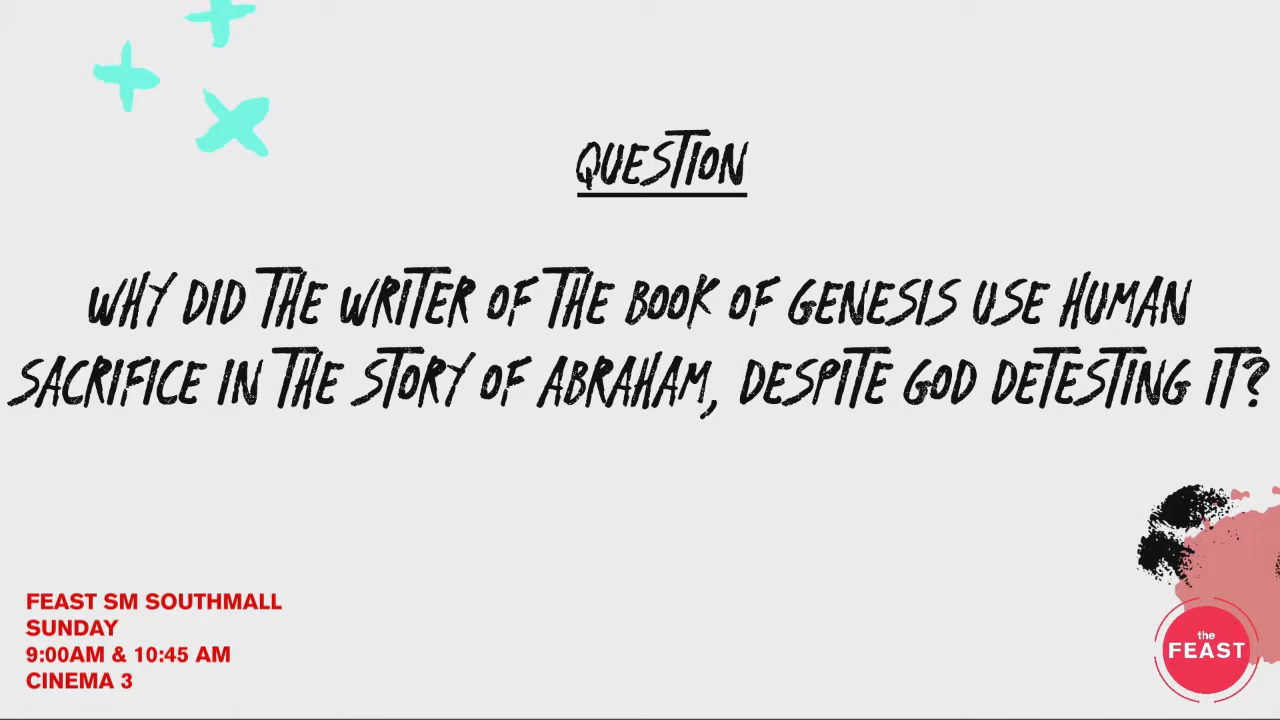 QUESTION
WHY DID THE WRITER OF THE BOOK OF GENESIS USE HUMAN
SACRIFICE IN THE STORY OF ABRAHAM, DESPITE GOD DETESTING IT?
FEAST SM SOUTHMALL
SUNDAY
9:00AM & 10:45 AM
CINEMA 3
the
FEAST